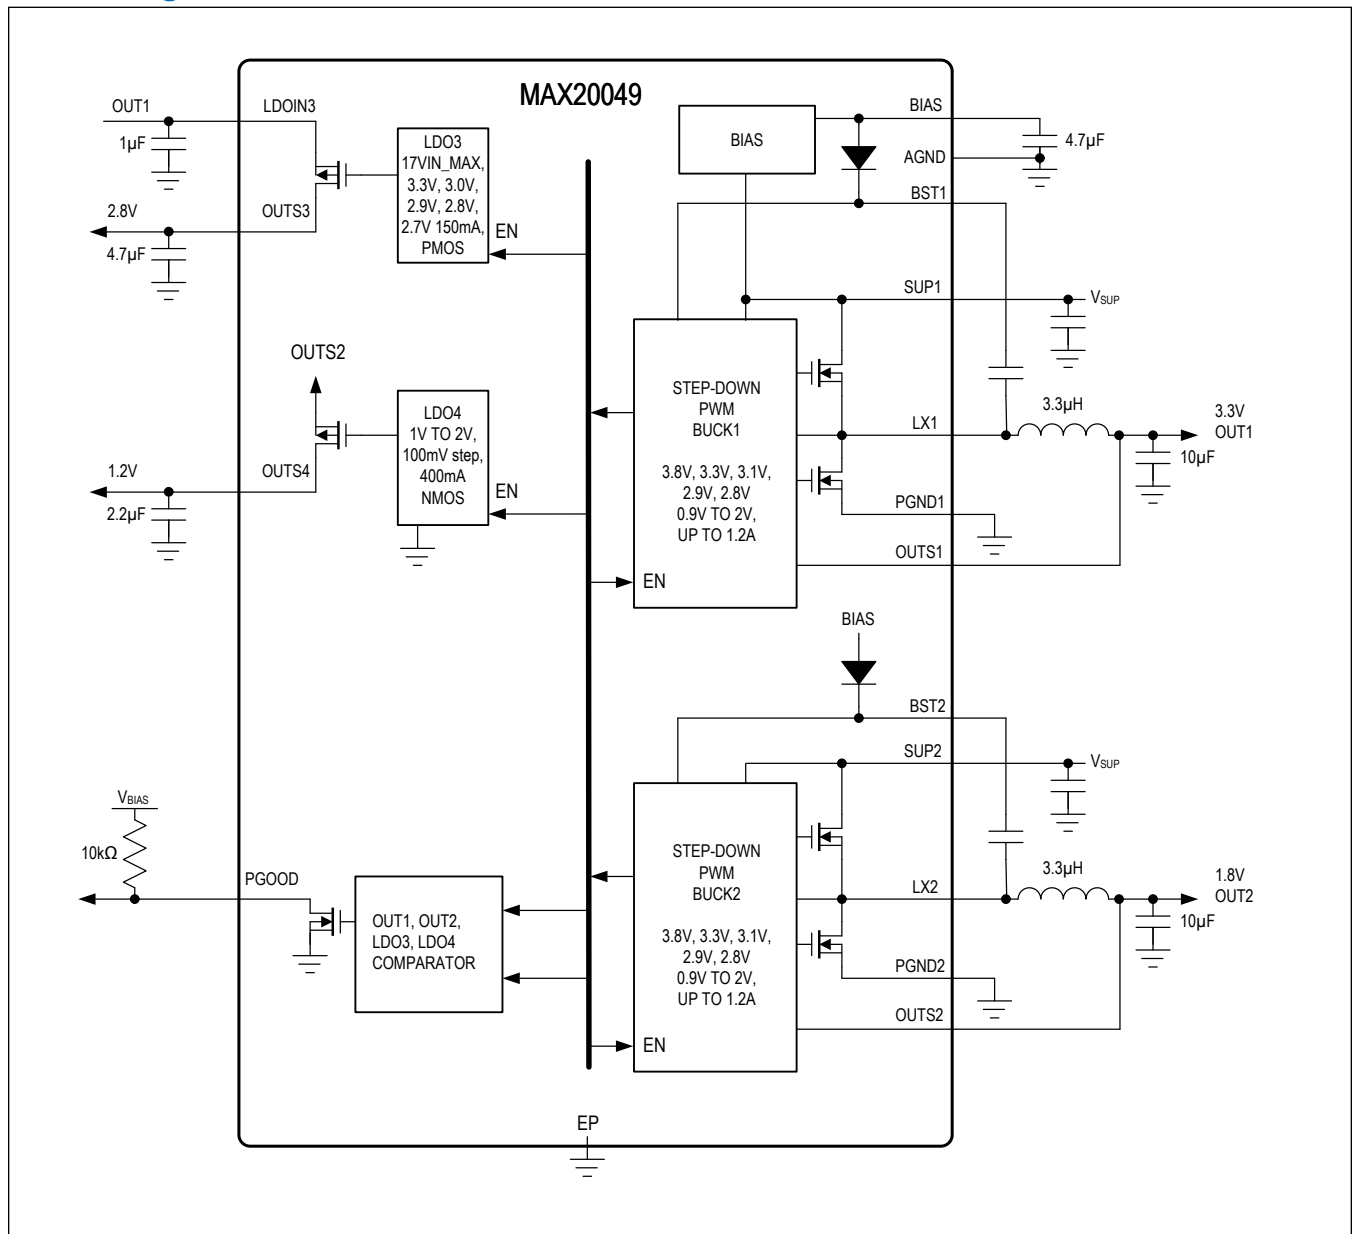 MAX20049
OUT1
LDOIN3
1µF
LDO3
17VIN_MAX,
3.3V, 3.0V,
2.9V, 2.8V,
2.7V 150mA,
PMOS
2.8V
OUTS3
4.7µF
EN
OUTS2
LDO4
1V TO 2V,
100mV step,
400mA
NMOS
1.2V
OUTS4
2.2µF
EN
VBIAS
10kΩ
PGOOD
OUT1, OUT2,
LDO3, LDO4
COMPARATOR
EP
BIAS
BIAS
4.7µF
AGND
BST1
SUP1
VSUP
STEP-DOWN
PWM
BUCK1
3.8V, 3.3V, 3.1V,
2.9V, 2.8V
0.9V TO 2V,
UP TO 1.2A
EN
LX1
3.3µH
3.3V
OUT1
10µF
PGND1
OUTS1
BIAS
BST2
SUP2
VSUP
STEP-DOWN
PWM
BUCK2
3.8V, 3.3V, 3.1V,
2.9V, 2.8V
0.9V TO 2V,
UP TO 1.2A
EN
LX2
3.3µH
1.8V
OUT2
10µF
PGND2
OUTS2